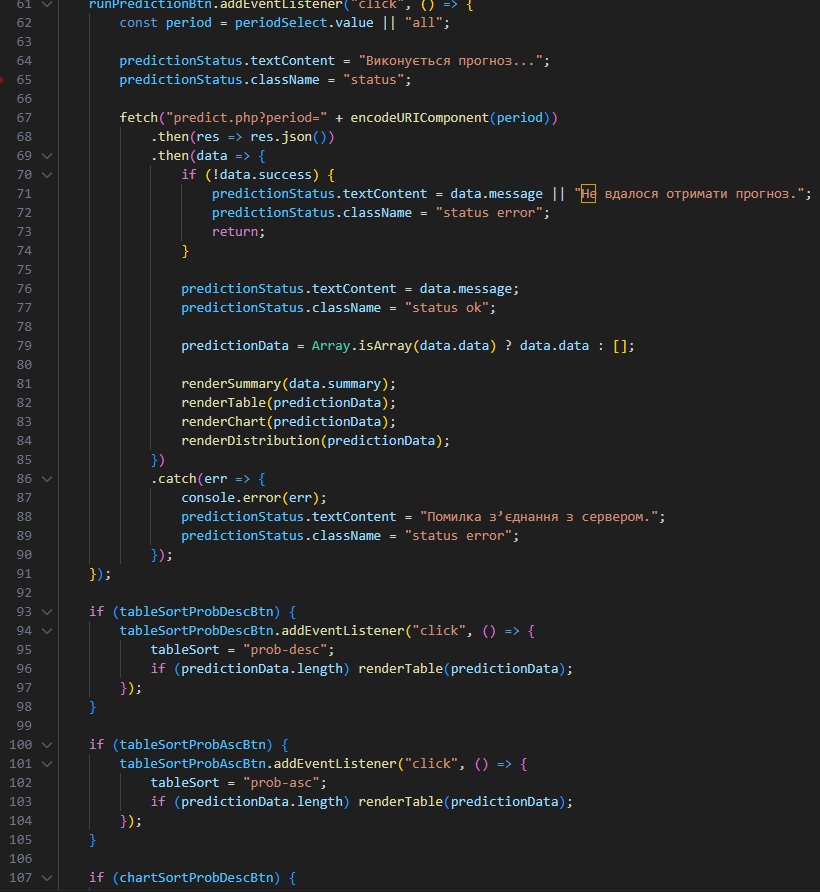 61 runPredictionBtn.addEventListener("click", () => {
62 const period = periodSelect.value || "all";
63
64 predictionStatus.textContent = "Виконується прогноз...";
65 predictionStatus.className = "status";
66
67 fetch("predict.php?period=" + encodeURIComponent(period))
68 .then(res => res.json())
69 .then(data => {
70 if (!data.success) {
71 predictionStatus.textContent = data.message || "Не вдалося отримати прогноз.";
72 predictionStatus.className = "status error";
73 return;
74 }
75
76 predictionStatus.textContent = data.message;
77 predictionStatus.className = "status ok";
78
79 predictionData = Array.isArray(data.data) ? data.data : [];
80
81 renderSummary(data.summary);
82 renderTable(predictionData);
83 renderChart(predictionData);
84 renderDistribution(predictionData);
85 })
86 .catch(err => {
87 console.error(err);
88 predictionStatus.textContent = "Помилка з’єднання з сервером.";
89 predictionStatus.className = "status error";
90 });
91 });
92
93 if (tableSortProbDescBtn) {
94 tableSortProbDescBtn.addEventListener("click", () => {
95 tableSort = "prob-desc";
96 if (predictionData.length) renderTable(predictionData);
97 });
98 }
99
100 if (tableSortProbAscBtn) {
101 tableSortProbAscBtn.addEventListener("click", () => {
102 tableSort = "prob-asc";
103 if (predictionData.length) renderTable(predictionData);
104 });
105 }
106
107 if (chartSortProbDescBtn) {